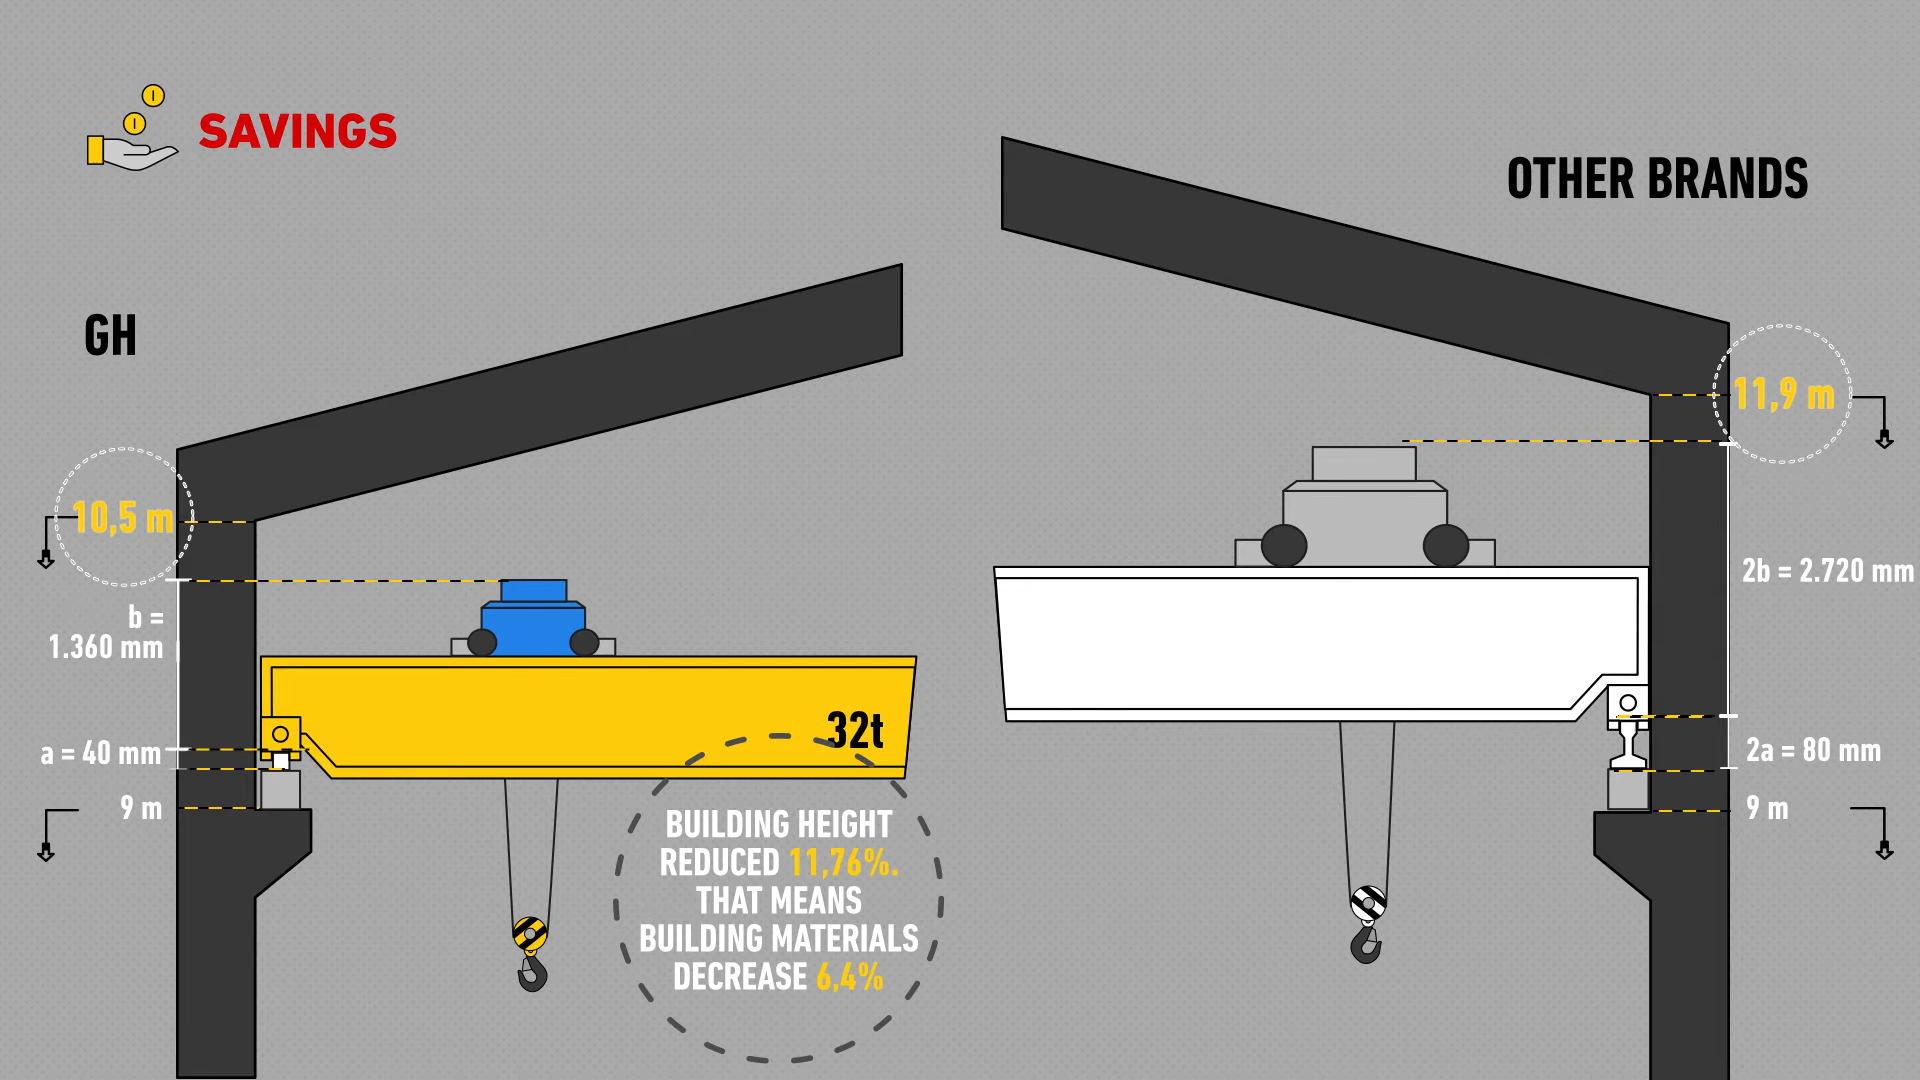 SAVINGS
OTHER BRANDS
GH
11,9 m
10,5 m
2b = 2.720 mm
b =
1.360 mm
32t
a = 40 mm
2a = 80 mm
9 m
9 m
BUILDING HEIGHT
REDUCED 11,76%.
THAT MEANS
BUILDING MATERIALS
DECREASE 6,4%